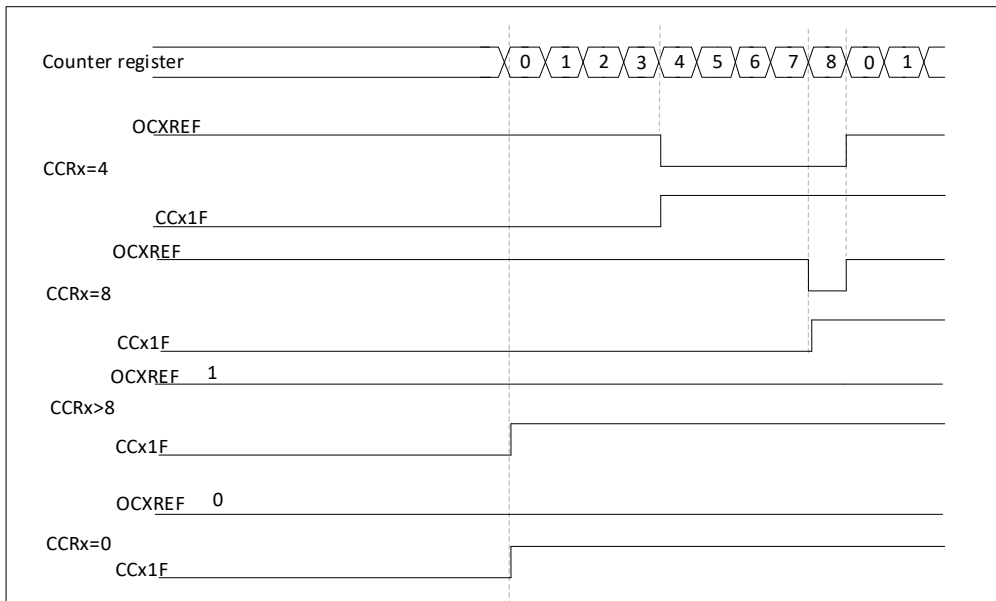 Counter register 0 1 2 3 4 5 6 7 8 0 1
OCXREF
CCRx=4
CCx1F
OCXREF
CCRx=8
CCx1F
OCXREF 1
CCRx>8
CCx1F
OCXREF 0
CCRx=0
CCx1F